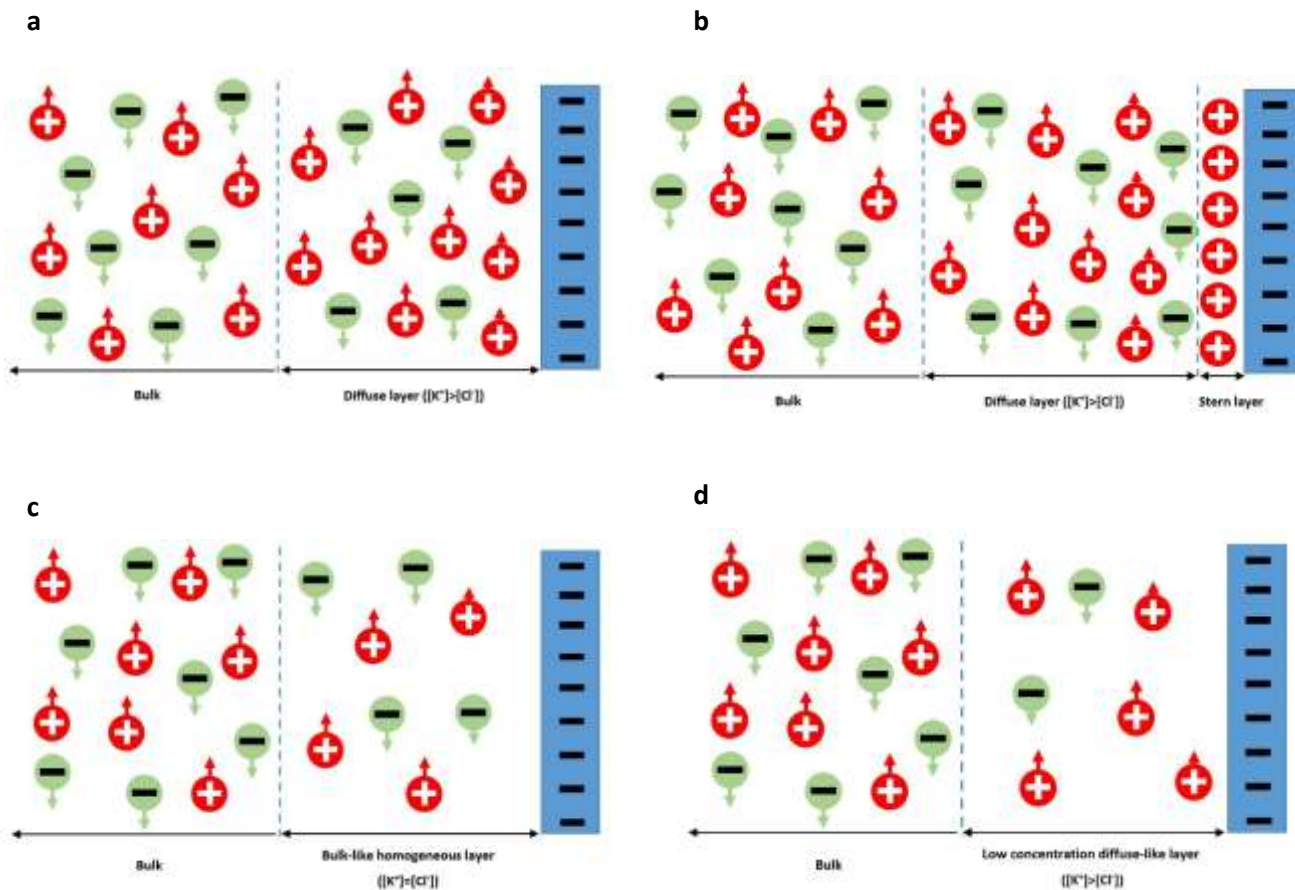 a
b
Bulk
Diffuse layer ([K⁺]>[Cl⁻])
Bulk
Diffuse layer ([K⁺]>[Cl⁻])
Stern layer
c
d
Bulk
Bulk-like homogeneous layer
([K⁺]=[Cl⁻])
Bulk
Low concentration diffuse-like layer
([K⁺]>[Cl⁻])